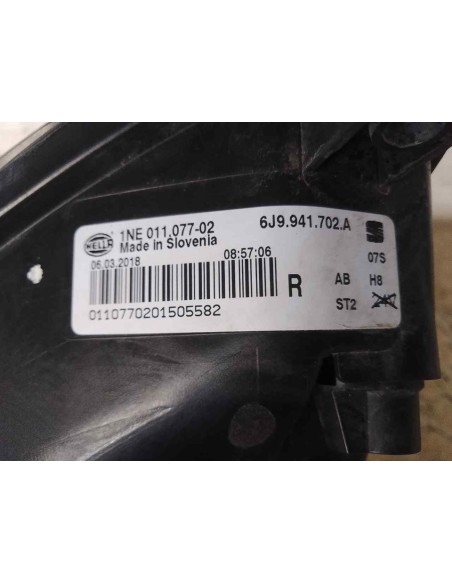 HELLA 1NE 011.077-02 6J9.941.702.A
Made in Slovenia
06.03.2018 08:57:06 07S
R AB H8
0110770201505582 ST2